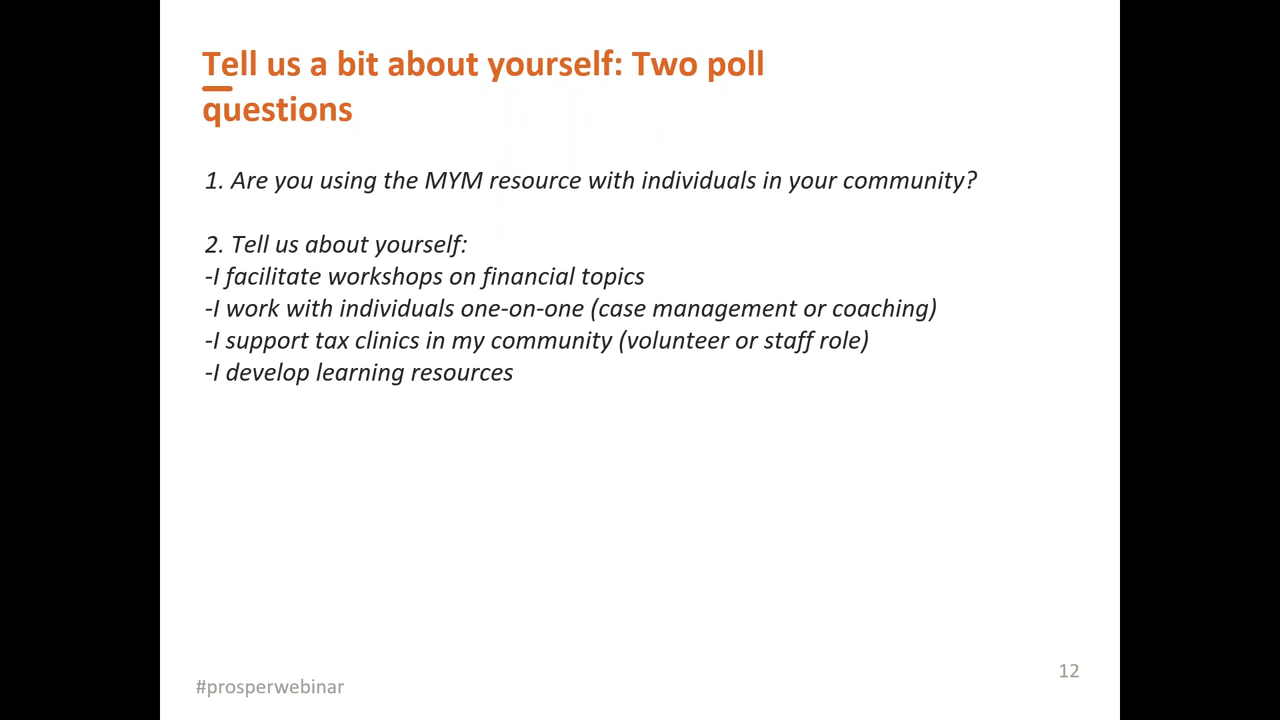 Tell us a bit about yourself: Two poll
questions
1. Are you using the MYM resource with individuals in your community?
2. Tell us about yourself:
-I facilitate workshops on financial topics
-I work with individuals one-on-one (case management or coaching)
-I support tax clinics in my community (volunteer or staff role)
-I develop learning resources
#prosperwebinar
12